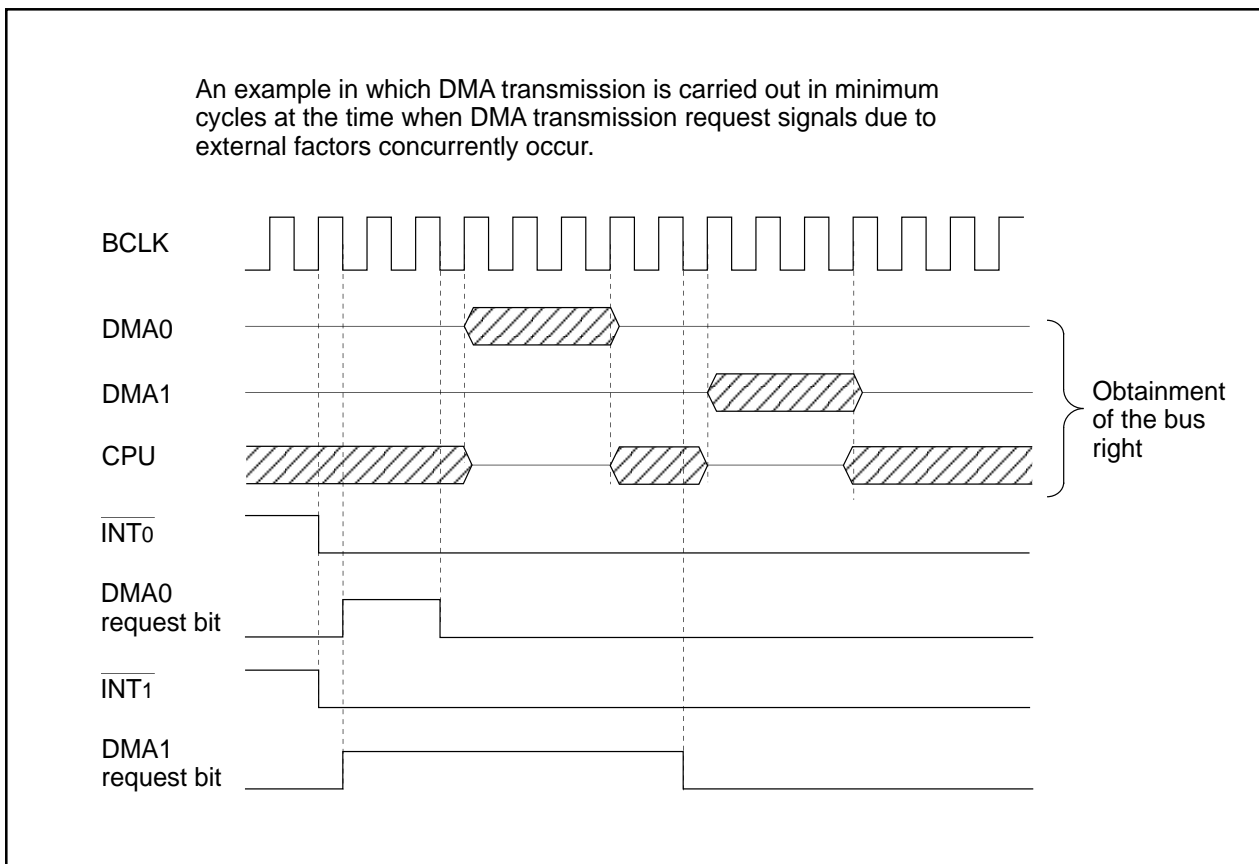 An example in which DMA transmission is carried out in minimum
cycles at the time when DMA transmission request signals due to
external factors concurrently occur.
BCLK
DMA0
DMA1
CPU
Obtainment
of the bus
right
INT0
DMA0
request bit
INT1
DMA1
request bit